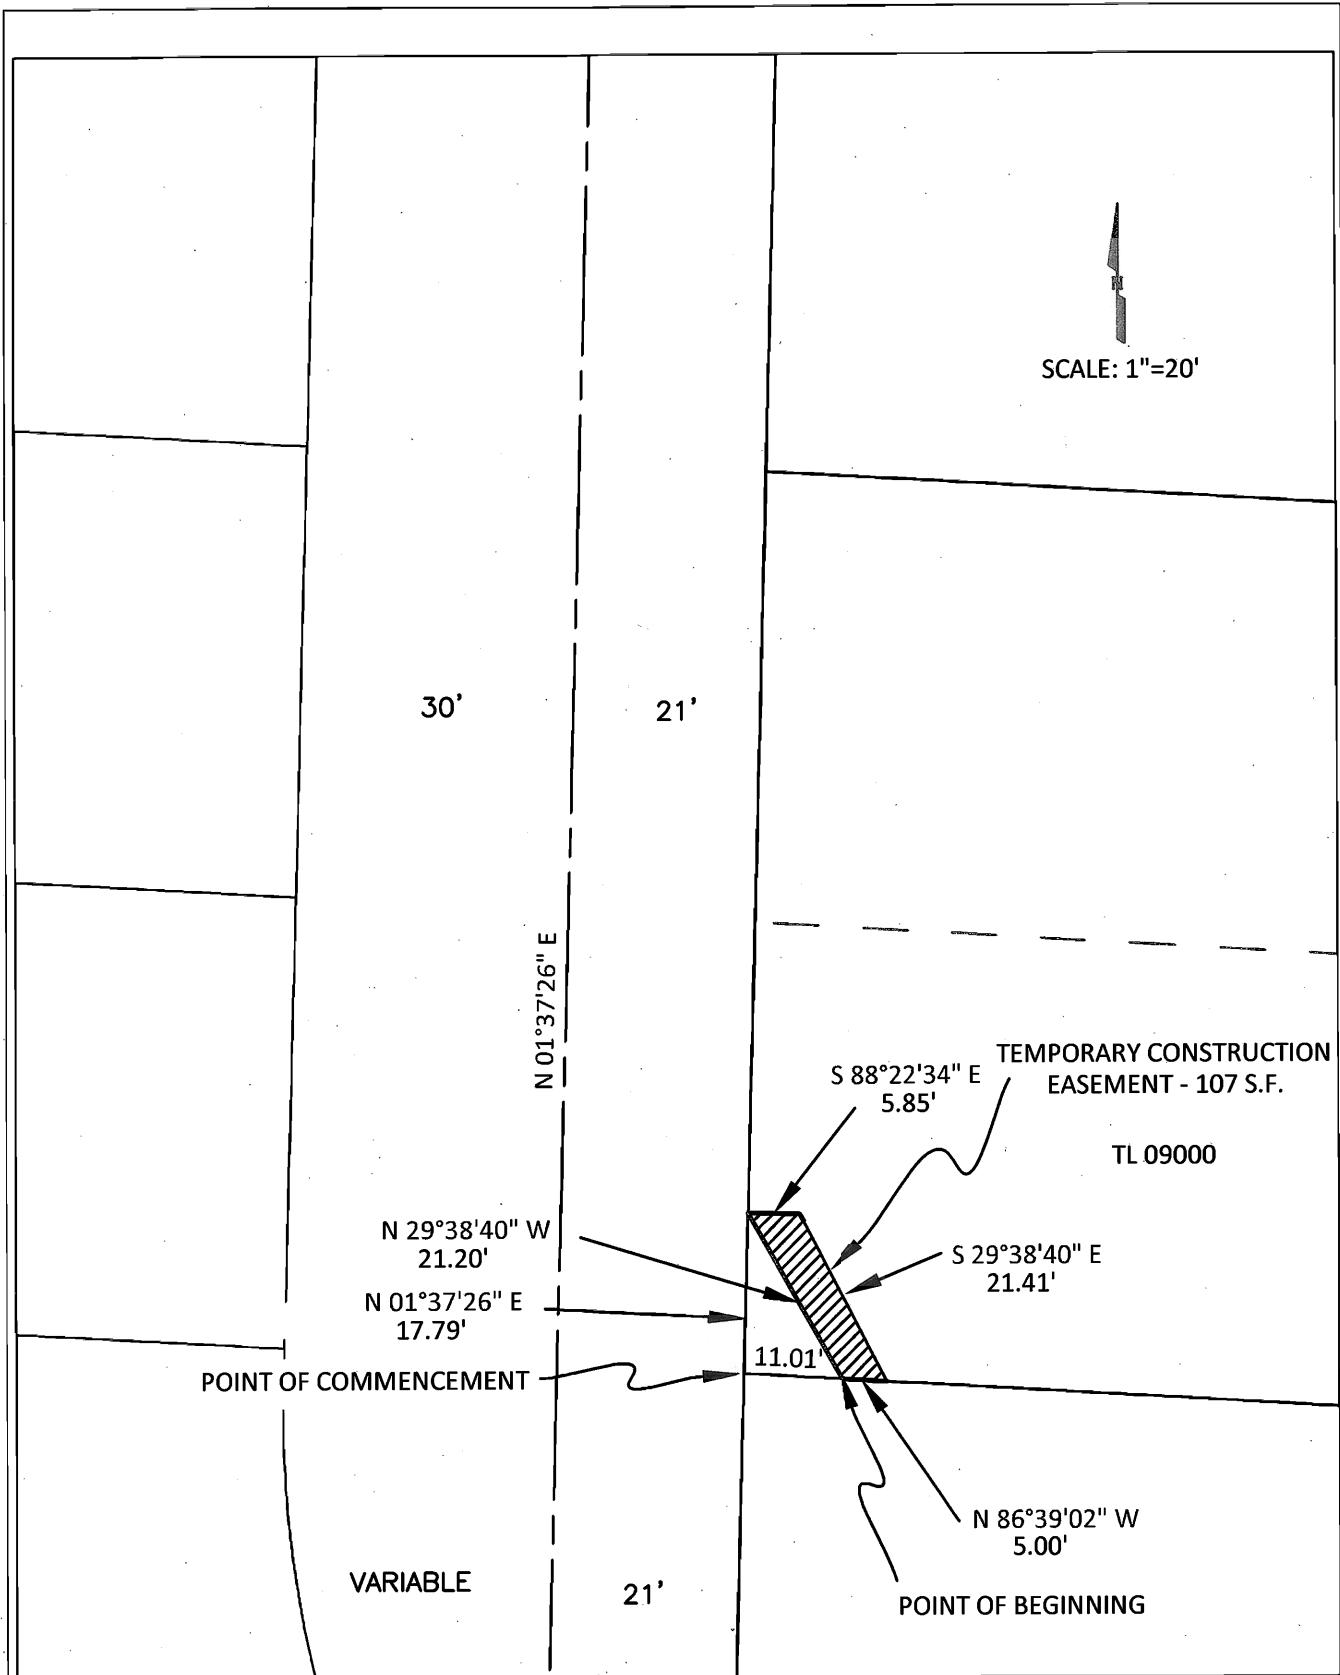 N
SCALE: 1"=20'
30'
21'
N 01°37'26" E
S 88°22'34" E
5.85'
TEMPORARY CONSTRUCTION
EASEMENT - 107 S.F.
TL 09000
N 29°38'40" W
21.20'
S 29°38'40" E
21.41'
N 01°37'26" E
17.79'
11.01'
POINT OF COMMENCEMENT
N 86°39'02" W
5.00'
POINT OF BEGINNING
VARIABLE
21'